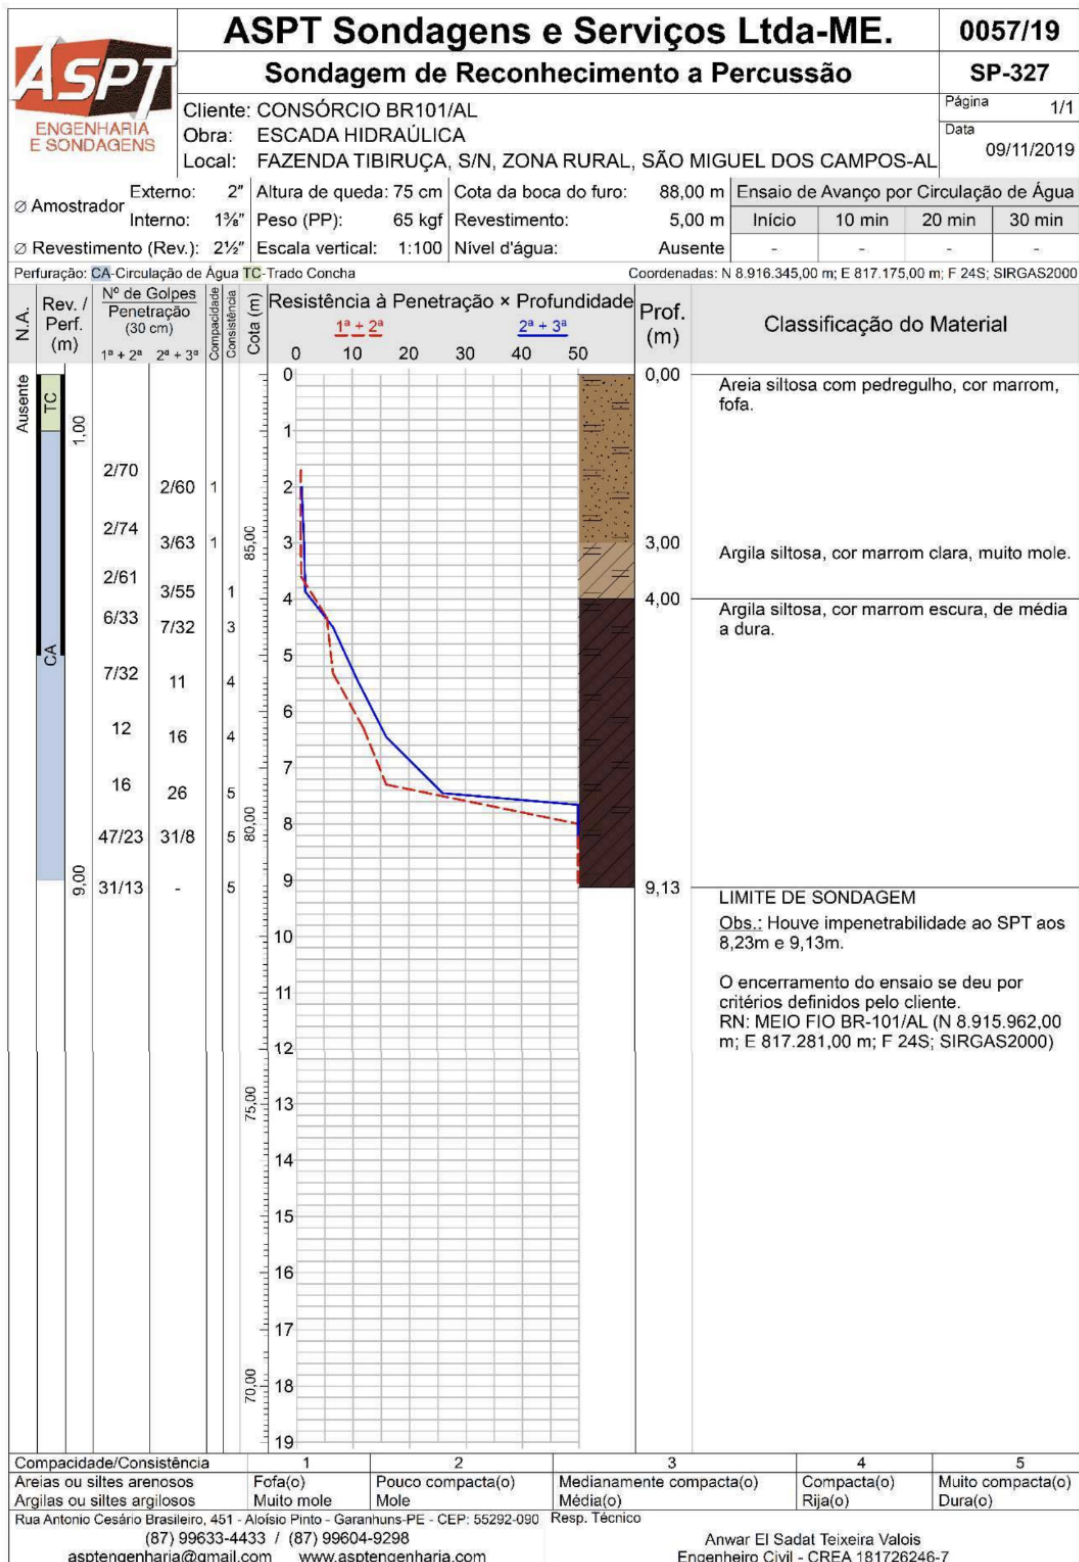 ASPT
ENGENHARIA
E SONDAGENS
ASPT Sondagens e Serviços Ltda-ME.
0057/19
Sondagem de Reconhecimento a Percussão
SP-327
Cliente: CONSÓRCIO BR101/AL
Obra: ESCADA HIDRAÚLICA
Local: FAZENDA TIBIRUÇA, S/N, ZONA RURAL, SÃO MIGUEL DOS CAMPOS-AL
Página 1/1
Data
09/11/2019
Ø Amostrador Externo: 2"
Interno: 1⅜"
Ø Revestimento (Rev.): 2½"
Altura de queda: 75 cm
Peso (PP): 65 kgf
Escala vertical: 1:100
Cota da boca do furo: 88,00 m
Revestimento: 5,00 m
Nível d'água: Ausente
Ensaio de Avanço por Circulação de Água
Início 10 min 20 min 30 min
- - - -
Perfuração: CA-Circulação de Água TC-Trado Concha
Coordenadas: N 8.916.345,00 m; E 817.175,00 m; F 24S; SIRGAS2000
N.A.
Rev. / Perf. (m)
Nº de Golpes
Penetração
(30 cm)
1ª + 2ª 2ª + 3ª
Compacidade
Consistência
Cota (m)
Resistência à Penetração × Profundidade
1ª + 2ª 2ª + 3ª
0 10 20 30 40 50
Prof. (m)
Classificação do Material
Ausente
TC
1,00
CA
9,00
2/70
2/60 1
2/74
3/63 1
2/61
3/55 1
6/33
7/32 3
7/32
11 4
12
16 4
16
26 5
47/23 31/8 5
31/13 - 5
85,00
80,00
75,00
70,00
0
1
2
3
4
5
6
7
8
9
10
11
12
13
14
15
16
17
18
19
0,00
3,00
4,00
9,13
Areia siltosa com pedregulho, cor marrom,
fofa.
Argila siltosa, cor marrom clara, muito mole.
Argila siltosa, cor marrom escura, de média
a dura.
LIMITE DE SONDAGEM
Obs.: Houve impenetrabilidade ao SPT aos
8,23m e 9,13m.
O encerramento do ensaio se deu por
critérios definidos pelo cliente.
RN: MEIO FIO BR-101/AL (N 8.915.962,00
m; E 817.281,00 m; F 24S; SIRGAS2000)
Compacidade/Consistência 1 2 3 4 5
Areias ou siltes arenosos Fofa(o) Pouco compacta(o) Medianamente compacta(o) Compacta(o) Muito compacta(o)
Argilas ou siltes argilosos Muito mole Mole Média(o) Rija(o) Dura(o)
Rua Antonio Cesário Brasileiro, 451 - Aloísio Pinto - Garanhuns-PE - CEP: 55292-090
(87) 99633-4433 / (87) 99604-9298
asptengenharia@gmail.com www.asptengenharia.com
Resp. Técnico
Anwar El Sadat Teixeira Valois
Engenheiro Civil - CREA 181726246-7